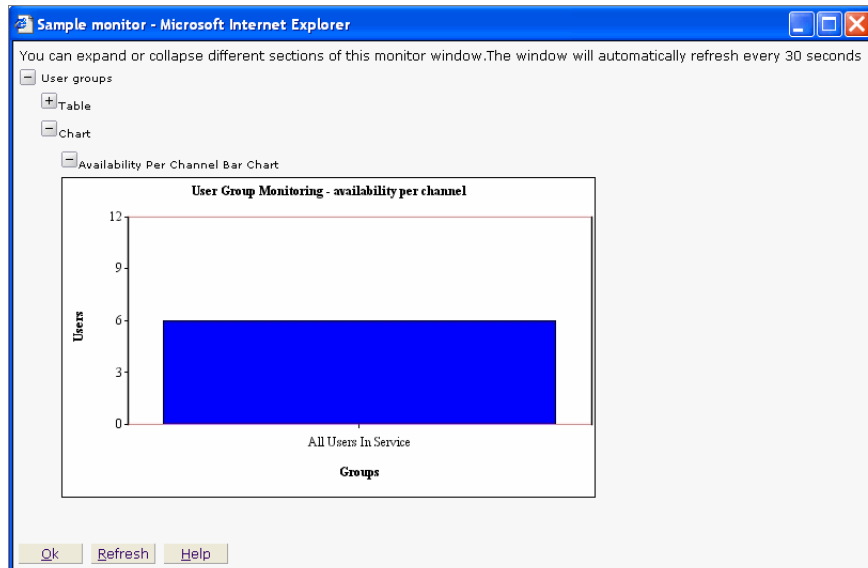 Sample monitor - Microsoft Internet Explorer
You can expand or collapse different sections of this monitor window.The window will automatically refresh every 30 seconds
User groups
Table
Chart
Availability Per Channel Bar Chart
User Group Monitoring - availability per channel
12
9
6
3
0
Users
All Users In Service
Groups
Ok Refresh Help